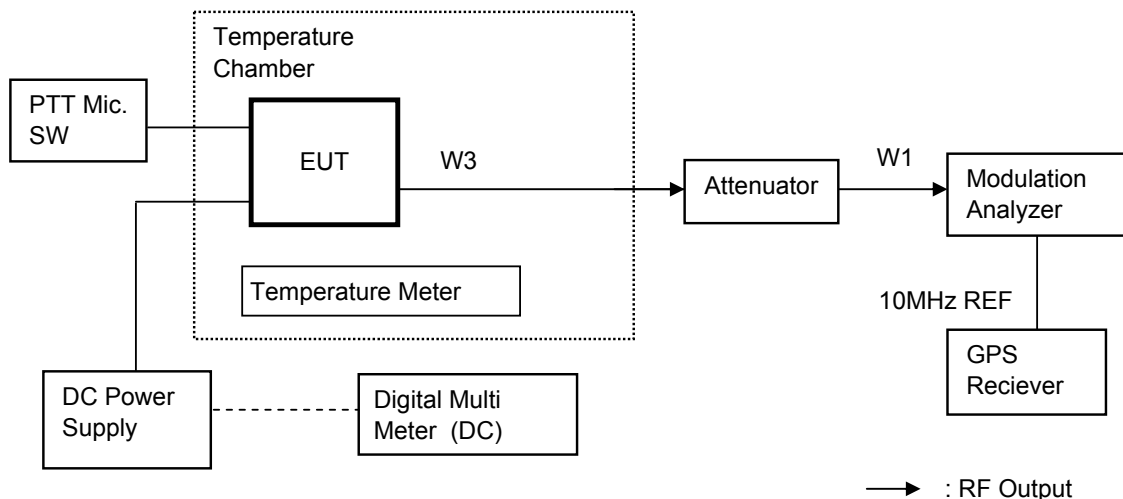 Temperature
Chamber
PTT Mic.
SW
EUT
W3
Attenuator
W1
Modulation
Analyzer
Temperature Meter
10MHz REF
GPS
Reciever
DC Power
Supply
Digital Multi
Meter (DC)
: RF Output